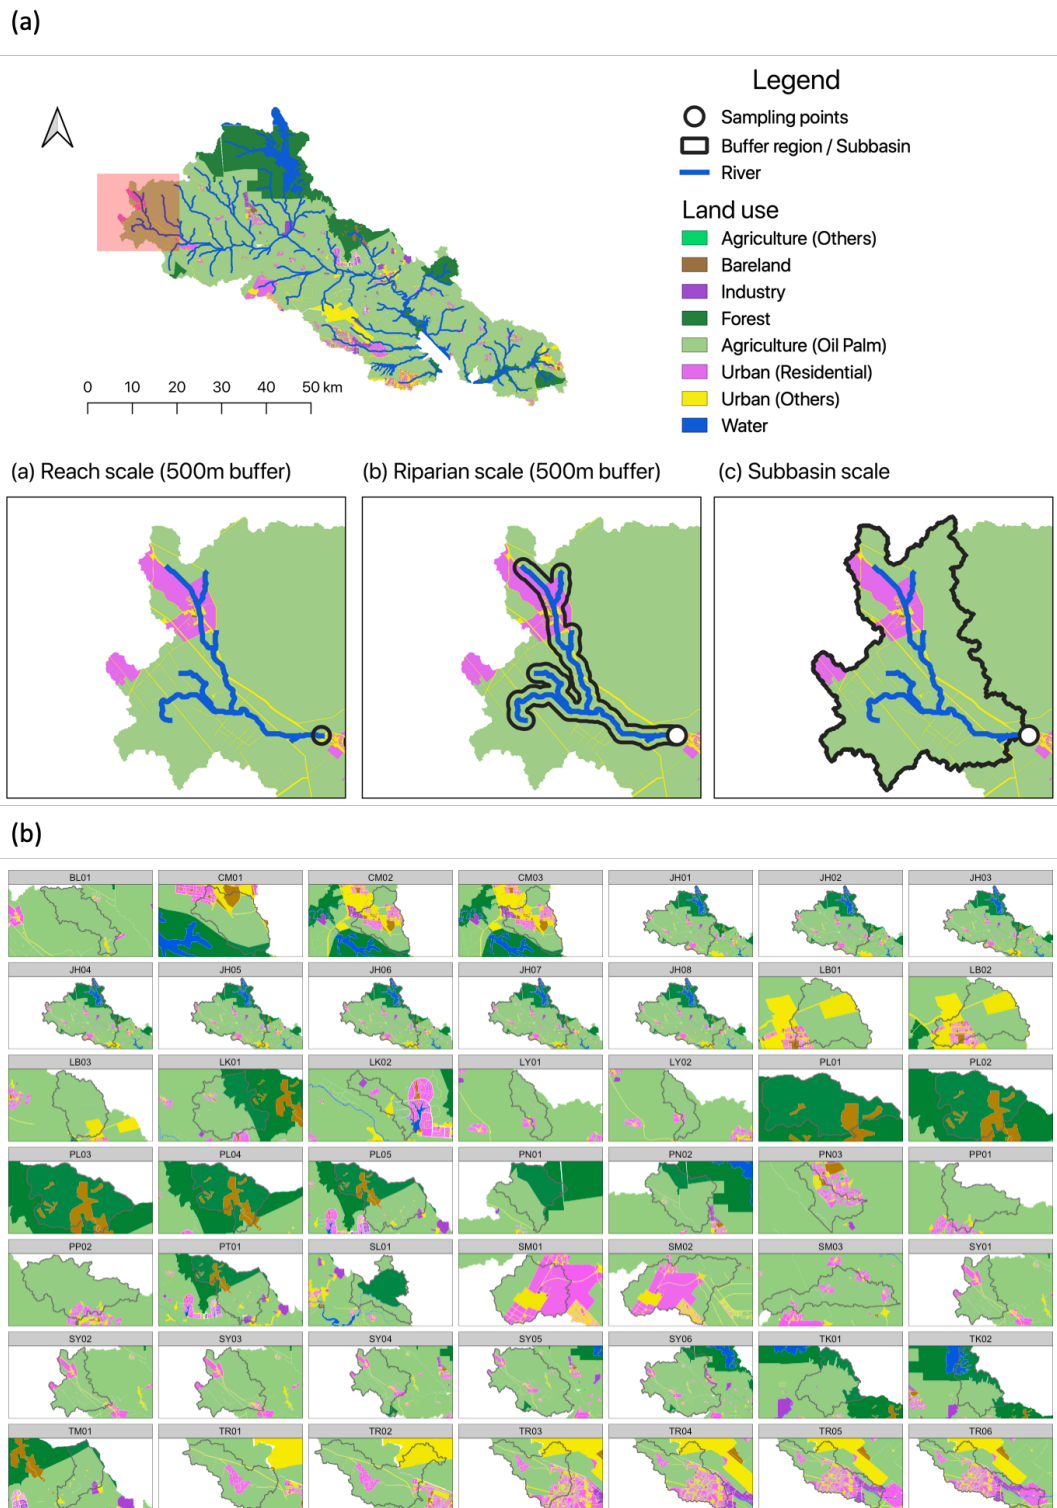 (a)
Legend
Sampling points
Buffer region / Subbasin
River
Land use
Agriculture (Others)
Bareland
Industry
Forest
Agriculture (Oil Palm)
Urban (Residential)
Urban (Others)
Water
0 10 20 30 40 50 km
(a) Reach scale (500m buffer) (b) Riparian scale (500m buffer) (c) Subbasin scale
(b)
BL01 CM01 CM02 CM03 JH01 JH02 JH03
JH04 JH05 JH06 JH07 JH08 LB01 LB02
LB03 LK01 LK02 LY01 LY02 PL01 PL02
PL03 PL04 PL05 PN01 PN02 PN03 PP01
PP02 PT01 SL01 SM01 SM02 SM03 SY01
SY02 SY03 SY04 SY05 SY06 TK01 TK02
TM01 TR01 TR02 TR03 TR04 TR05 TR06